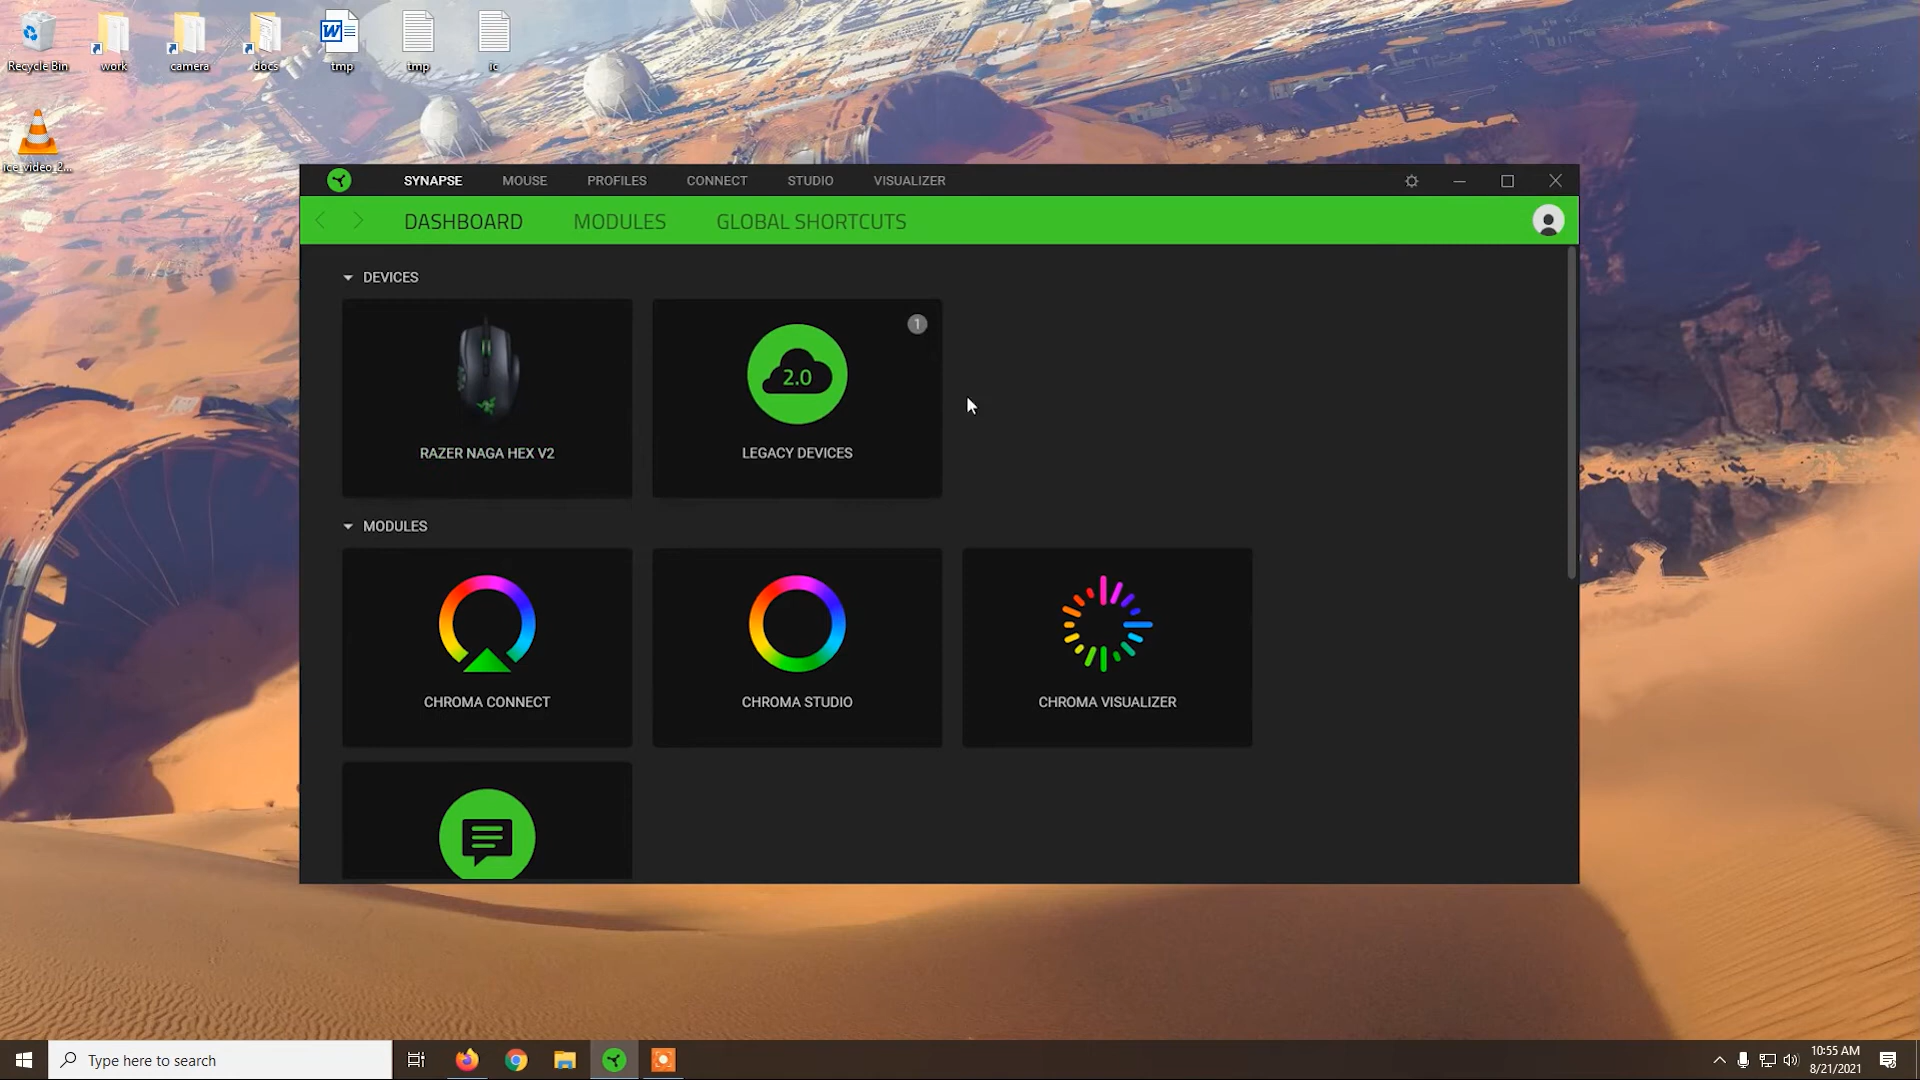 Recycle Bin
work
camera
docs
tmp
tmp
ic
ice_video_2...
SYNAPSE
MOUSE
PROFILES
CONNECT
STUDIO
VISUALIZER
DASHBOARD
MODULES
GLOBAL SHORTCUTS
DEVICES
1
2.0
RAZER NAGA HEX V2
LEGACY DEVICES
MODULES
CHROMA CONNECT
CHROMA STUDIO
CHROMA VISUALIZER
Type here to search
10:55 AM
8/21/2021